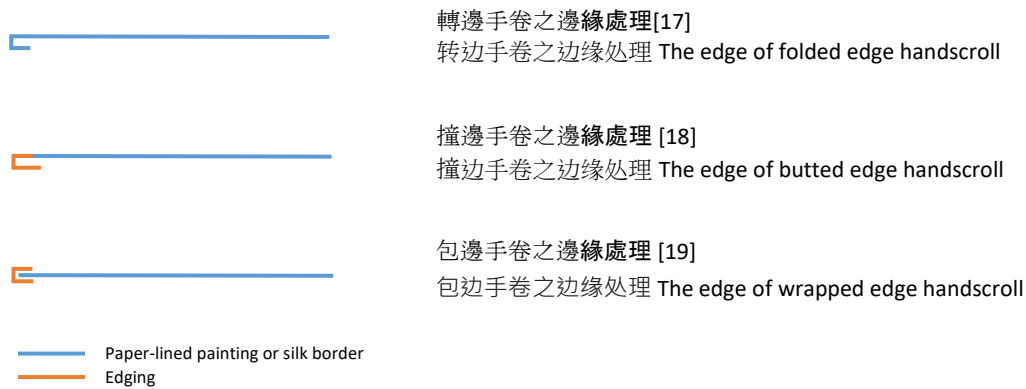 轉邊手卷之邊緣處理[17]
转边手卷之边缘处理 The edge of folded edge handscroll
撞邊手卷之邊緣處理 [18]
撞边手卷之边缘处理 The edge of butted edge handscroll
包邊手卷之邊緣處理 [19]
包边手卷之边缘处理 The edge of wrapped edge handscroll
Paper-lined painting or silk border
Edging